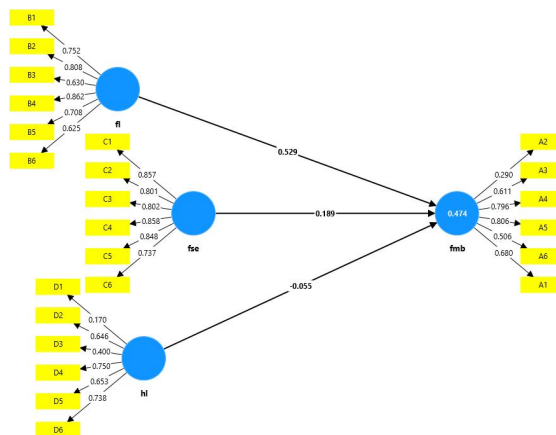 B1
B2
B3
B4
B5
B6
0.752
0.808
0.630
0.862
0.708
0.625
fl
C1
C2
C3
C4
C5
C6
0.857
0.801
0.802
0.858
0.848
0.737
fse
D1
D2
D3
D4
D5
D6
0.170
0.646
0.400
0.750
0.653
0.738
hl
0.529
0.189
-0.055
0.474
fmb
0.290
0.611
0.796
0.806
0.506
0.680
A2
A3
A4
A5
A6
A1